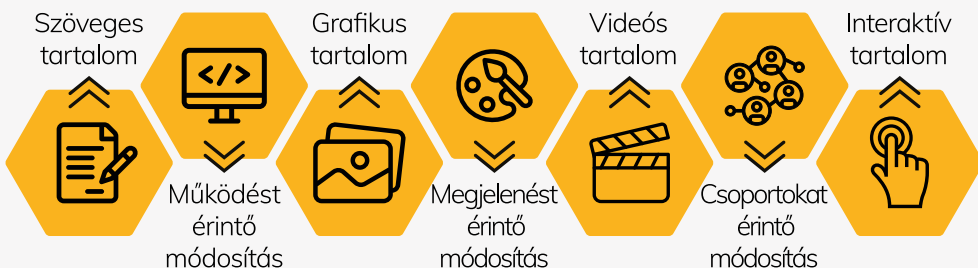 Szöveges
tartalom
Működést
érintő
módosítás
Grafikus
tartalom
Megjelenést
érintő
módosítás
Videós
tartalom
Csoportokat
érintő
módosítás
Interaktív
tartalom